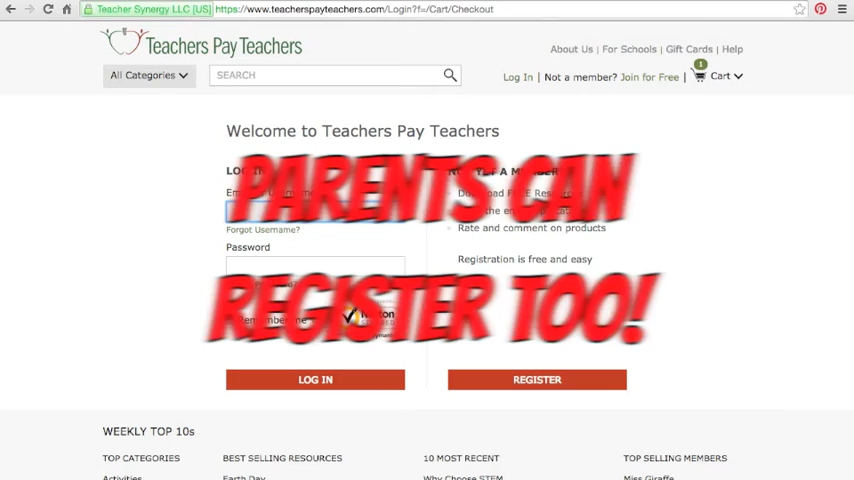 Teacher Synergy LLC [US] https://www.teacherspayteachers.com/Login?f=/Cart/Checkout
Teachers Pay Teachers
About Us | For Schools | Gift Cards | Help
All Categories
SEARCH
Log In | Not a member? Join for Free |
1
Cart
Welcome to Teachers Pay Teachers
PARENTS CAN
REGISTER TOO!
Forgot Username?
Password
Rate and comment on products
Registration is free and easy
Remember me
LOG IN
REGISTER
WEEKLY TOP 10s
TOP CATEGORIES
BEST SELLING RESOURCES
10 MOST RECENT
TOP SELLING MEMBERS
Activities
Earth Day
Why Choose STEM
Miss Giraffe